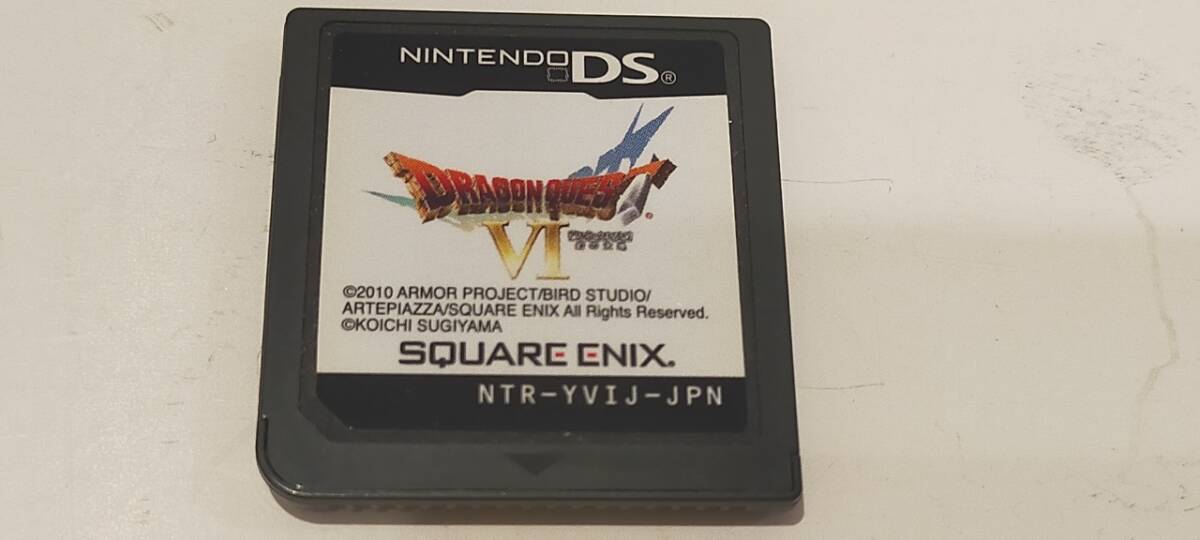 NINTENDO DS®
DRAGON QUEST®
VI
©2010 ARMOR PROJECT/BIRD STUDIO/
ARTEPIAZZA/SQUARE ENIX All Rights Reserved.
©KOICHI SUGIYAMA
SQUARE ENIX.
NTR-YVIJ-JPN